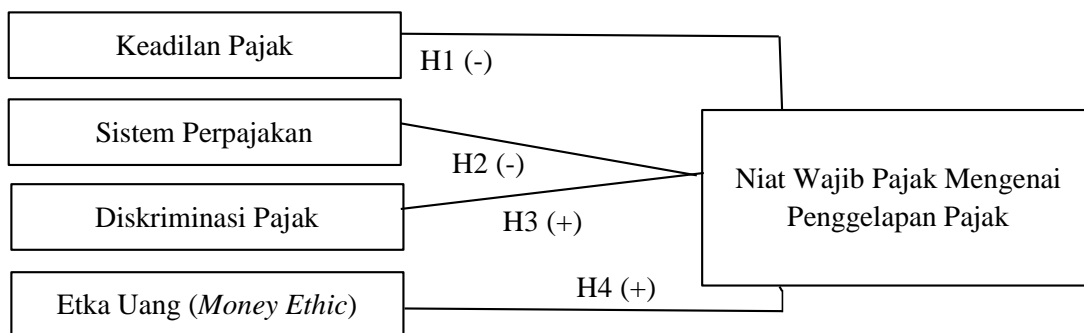 Keadilan Pajak
H1 (-)
Sistem Perpajakan
H2 (-)
Diskriminasi Pajak
H3 (+)
Etka Uang (Money Ethic)
H4 (+)
Niat Wajib Pajak Mengenai
Penggelapan Pajak